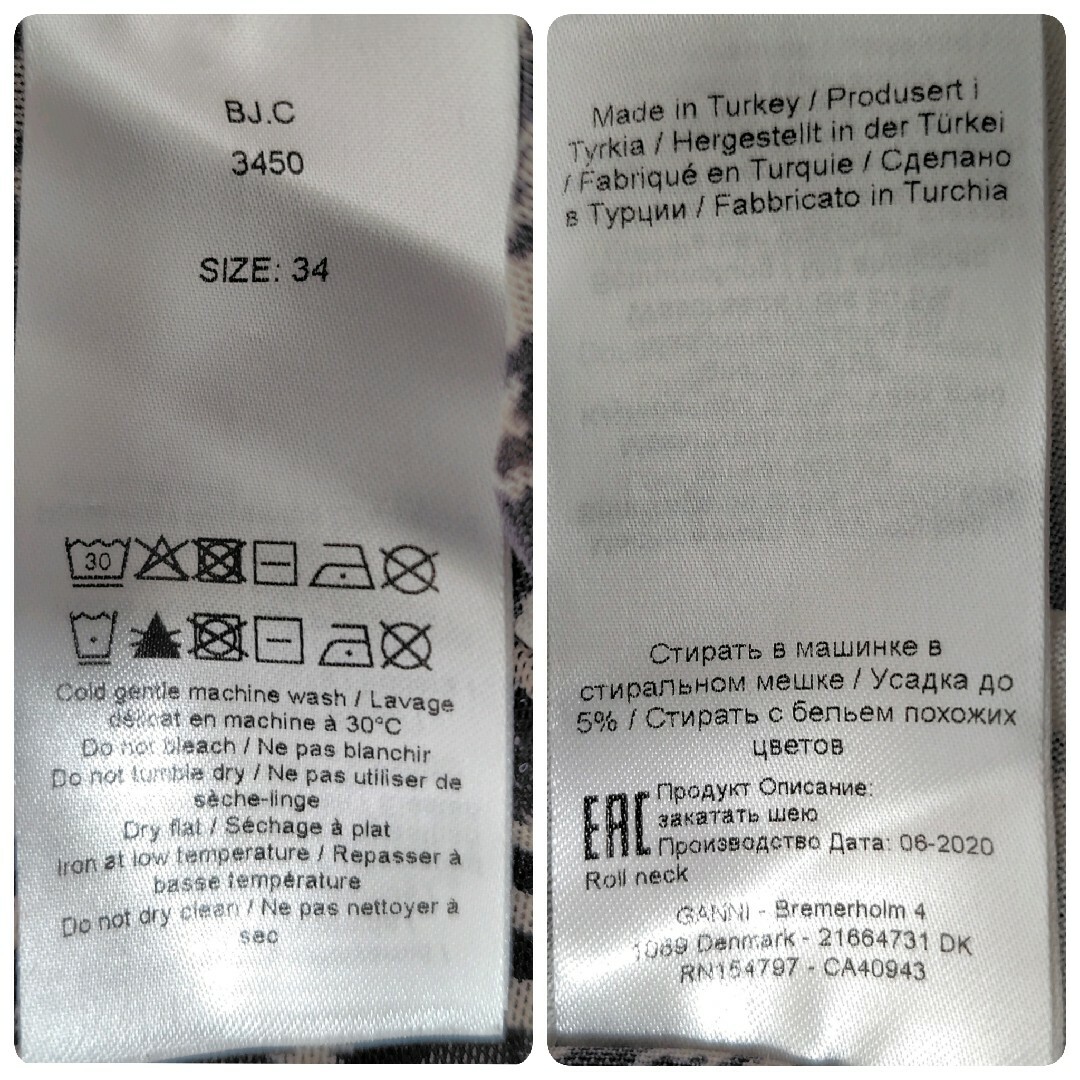 BJ.C
3450
SIZE: 34
30
Cold gentle machine wash / Lavage
délicat en machine à 30°C
Do not bleach / Ne pas blanchir
Do not tumble dry / Ne pas utiliser de
sèche-linge
Dry flat / Séchage à plat
Iron at low temperature / Repasser à
basse température
Do not dry clean / Ne pas nettoyer à
sec
Made in Turkey / Produsert i
Tyrkia / Hergestellt in der Türkei
/ Fabriqué en Turquie / Сделано
в Турции / Fabbricato in Turchia
Стирать в машинке в
стиральном мешке / Усадка до
5% / Стирать с бельем похожих
цветов
EAC Продукт Описание:
закатать шею
Производство Дата: 06-2020
Roll neck
GANNI - Bremerholm 4
1069 Denmark - 21664731 DK
RN154797 - CA40943